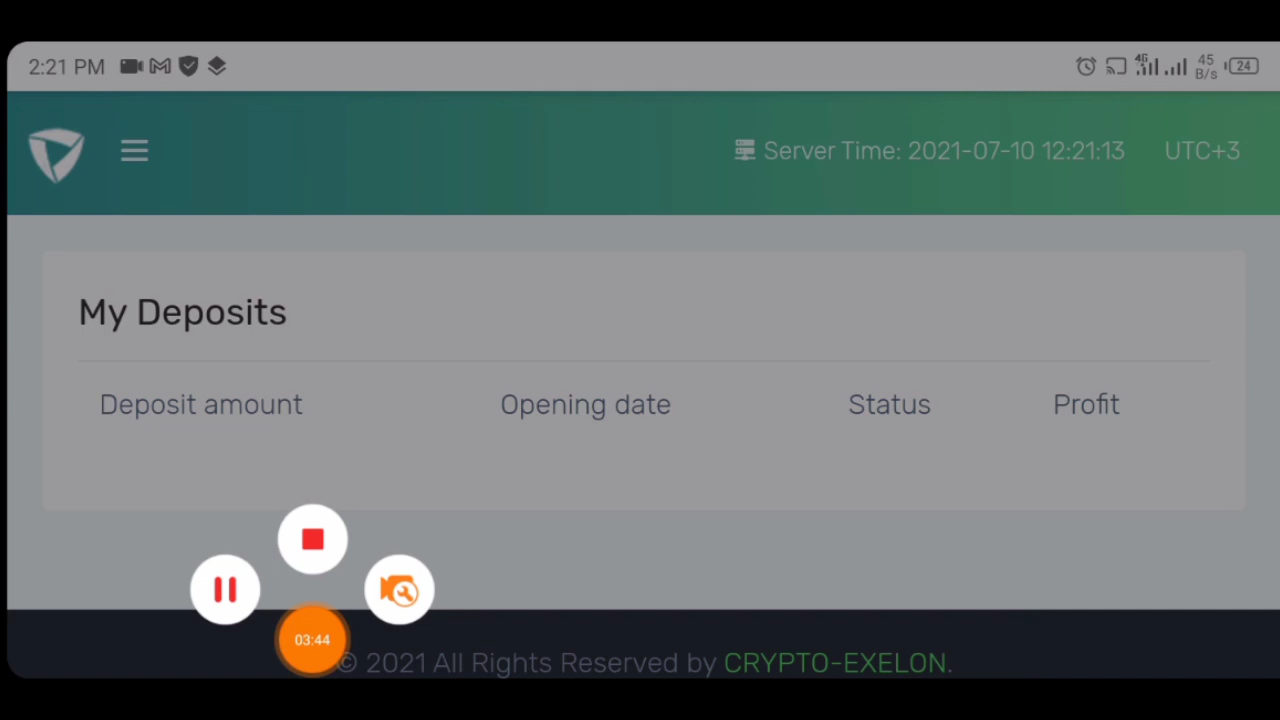 2:21 PM 4G 45 B/s 24
Server Time: 2021-07-10 12:21:13 UTC+3
My Deposits
Deposit amount Opening date Status Profit
03:44
© 2021 All Rights Reserved by CRYPTO-EXELON.